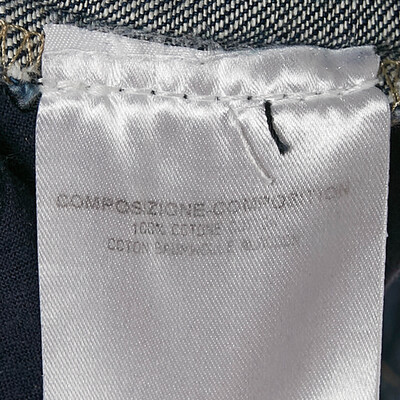 COMPOSIZIONE-COMPOSITION
100% COTONE
COTON BAUMWOLLE